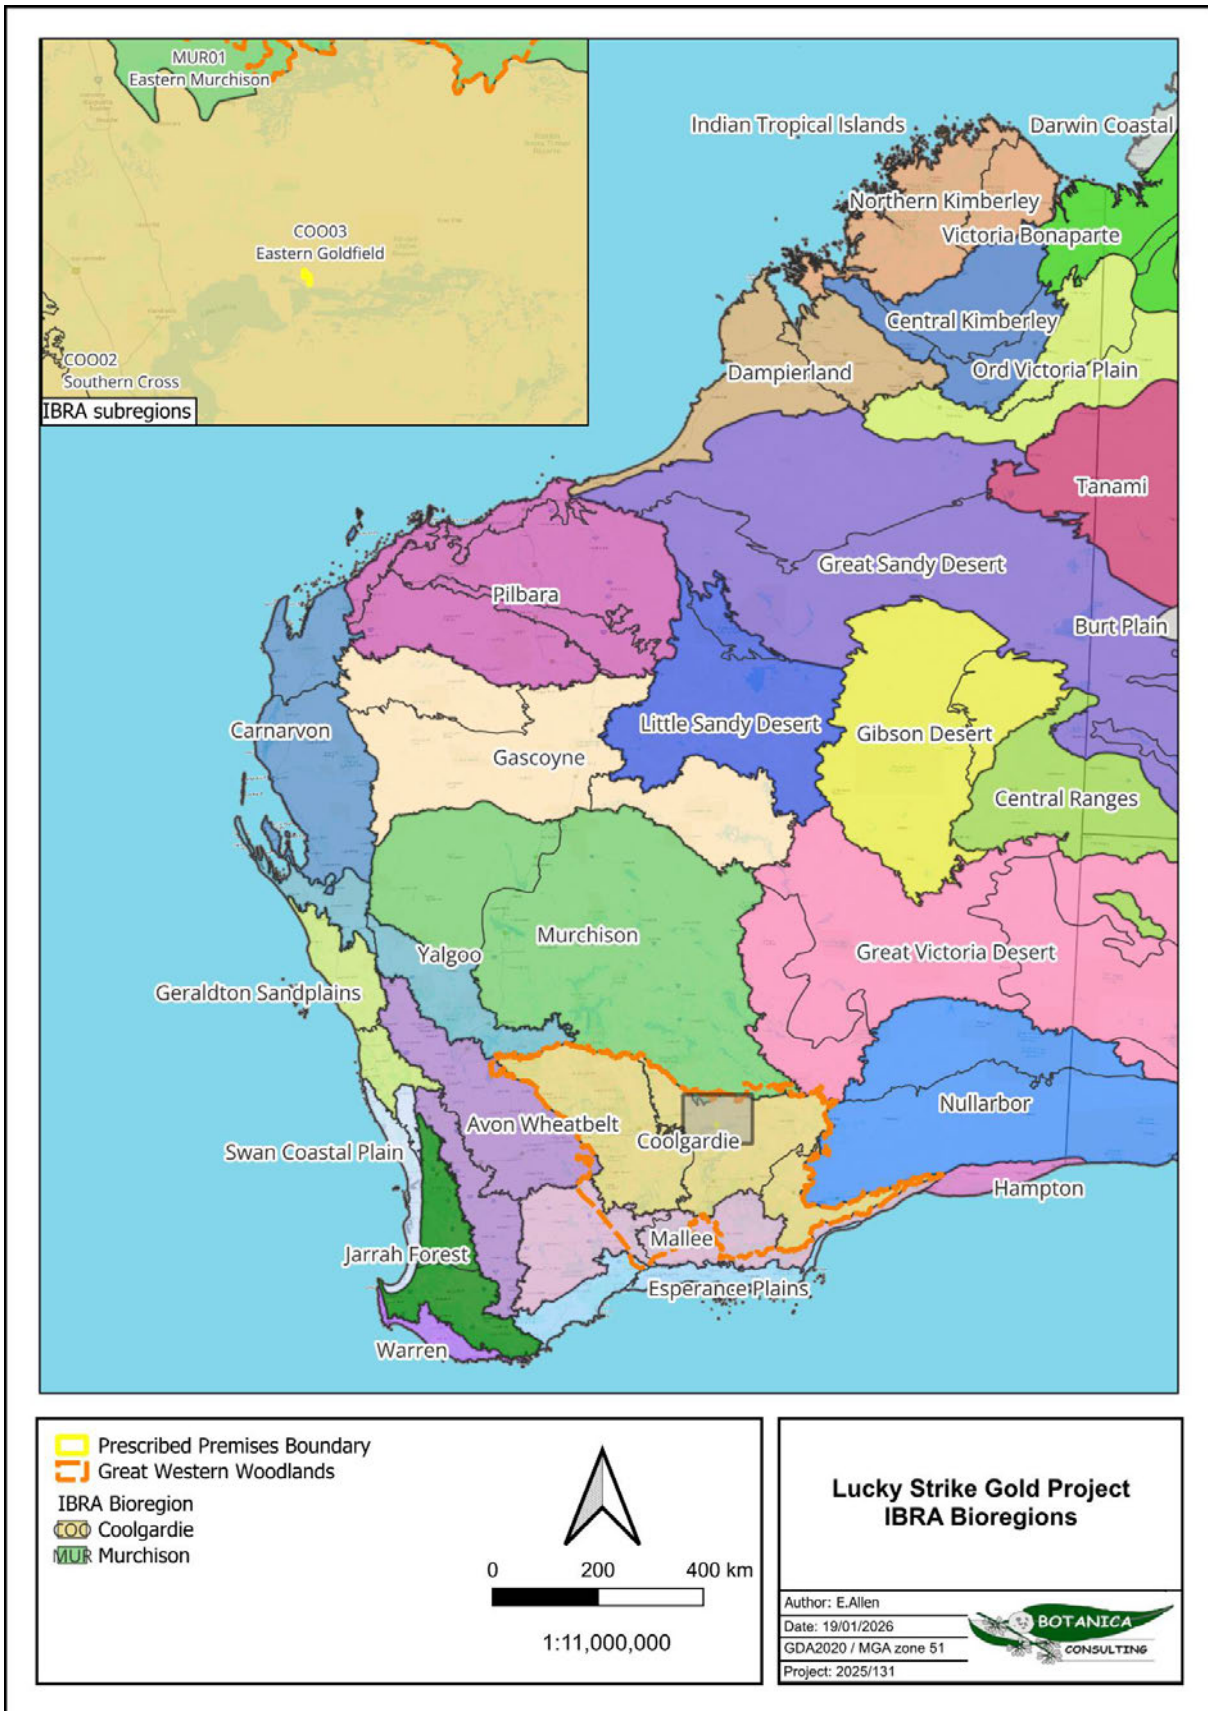 MUR01
Eastern Murchison
COO03
Eastern Goldfield
COO02
Southern Cross
IBRA subregions
Indian Tropical Islands
Darwin Coastal
Northern Kimberley
Victoria Bonaparte
Central Kimberley
Ord Victoria Plain
Dampierland
Tanami
Great Sandy Desert
Pilbara
Burt Plain
Little Sandy Desert
Carnarvon
Gibson Desert
Gascoyne
Central Ranges
Murchison
Yalgoo
Great Victoria Desert
Geraldton Sandplains
Nullarbor
Avon Wheatbelt
Coolgardie
Swan Coastal Plain
Hampton
Mallee
Jarrah Forest
Esperance Plains
Warren
Prescribed Premises Boundary
Great Western Woodlands
IBRA Bioregion
COO Coolgardie
MUR Murchison
0 200 400 km
1:11,000,000
Lucky Strike Gold Project
IBRA Bioregions
Author: E.Allen
Date: 19/01/2026
GDA2020 / MGA zone 51
Project: 2025/131
BOTANICA
CONSULTING